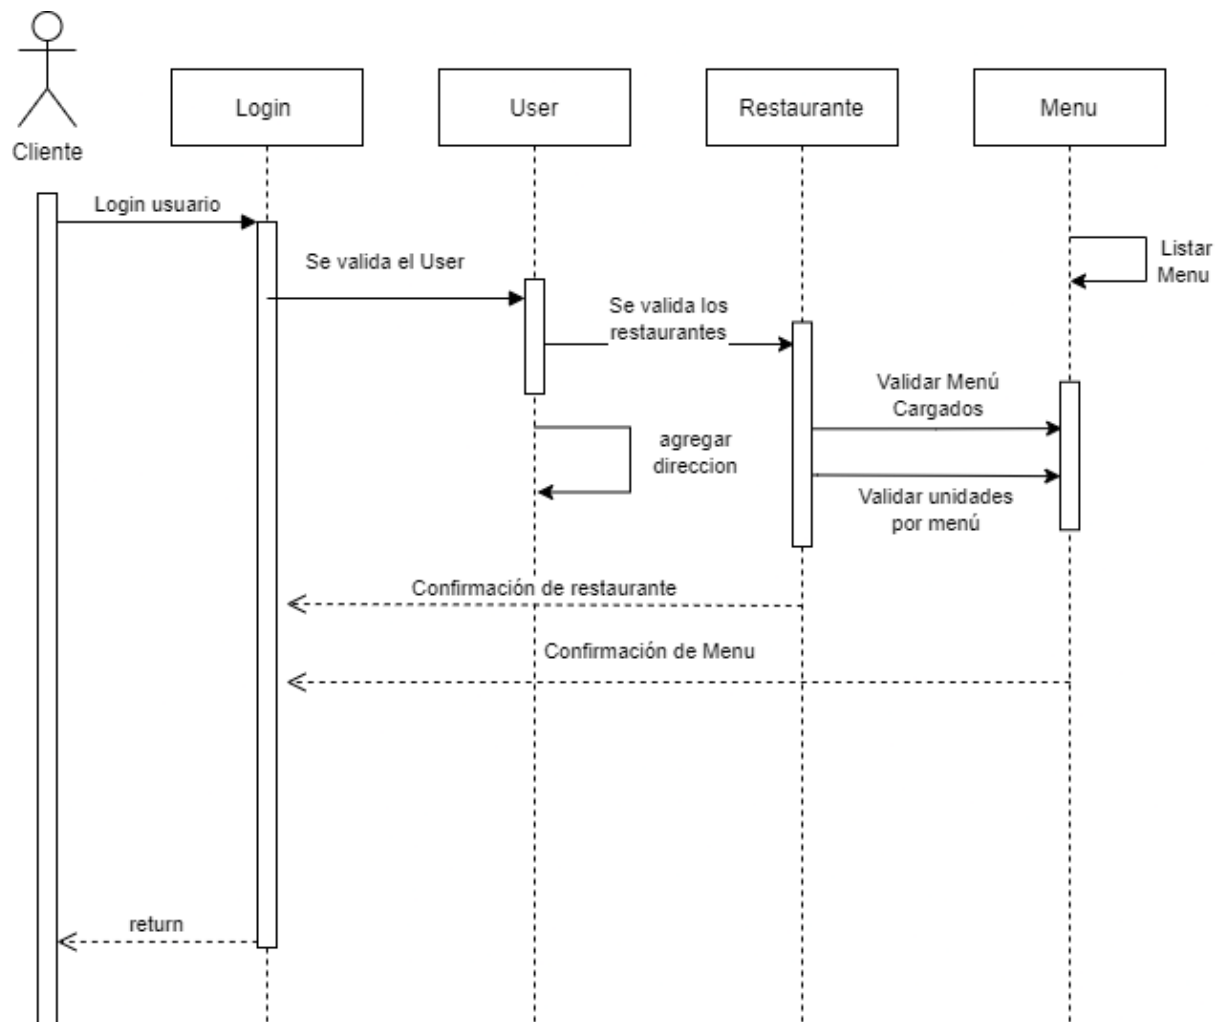 Cliente
Login
User
Restaurante
Menu
Login usuario
Se valida el User
Listar
Menu
Se valida los
restaurantes
Validar Menú
Cargados
agregar
direccion
Validar unidades
por menú
Confirmación de restaurante
Confirmación de Menu
return